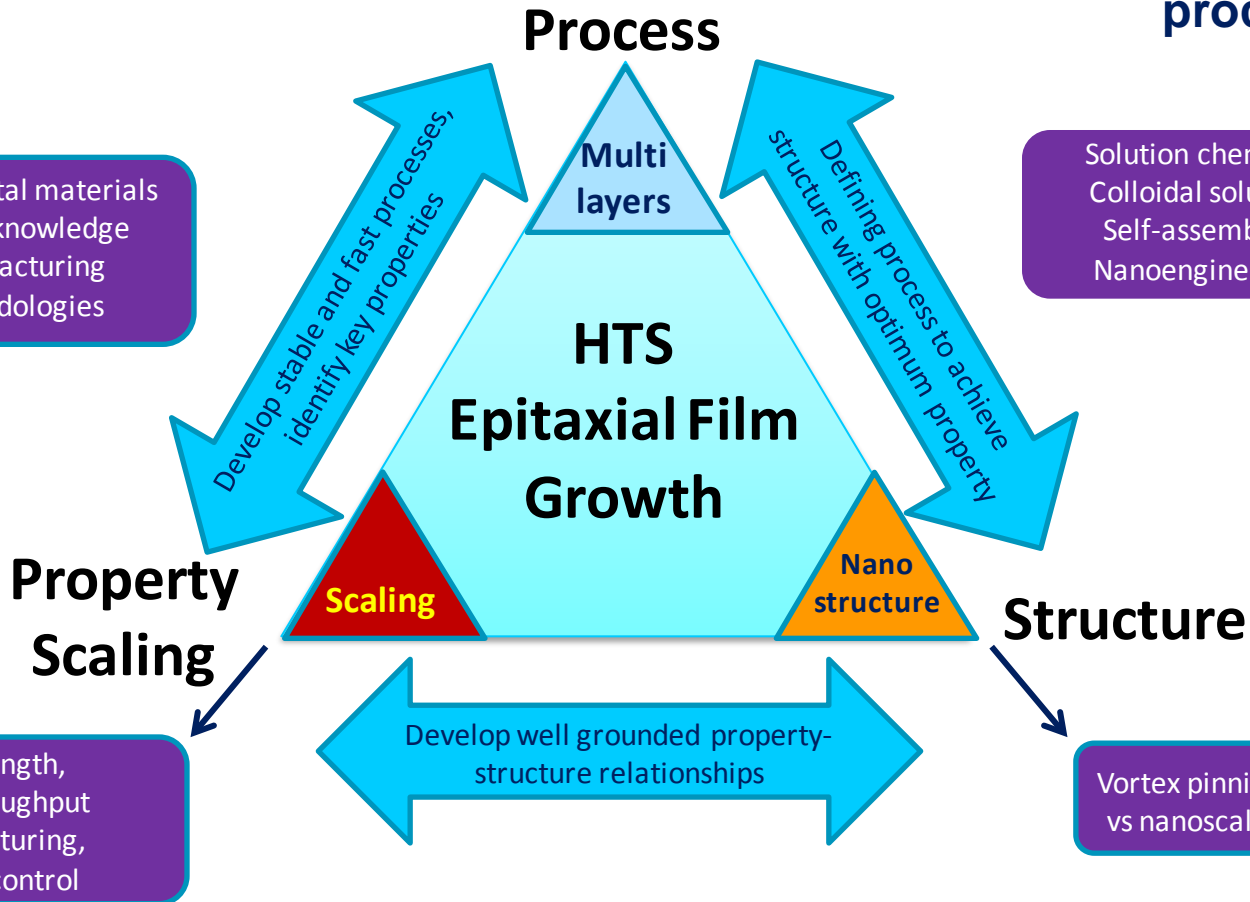 Process
proc
Multi
layers
Develop stable and fast processes,
identify key properties
Defining process to achieve
structure with optimum property
tal materials
knowledge
acturing
dologies
Solution chem
Colloidal solu
Self-assemb
Nanoengine
HTS
Epitaxial Film
Growth
Property
Scaling
Scaling
Nano
structure
Structure
Develop well grounded property-
structure relationships
ngth,
ughput
turing,
control
Vortex pinni
vs nanoscal